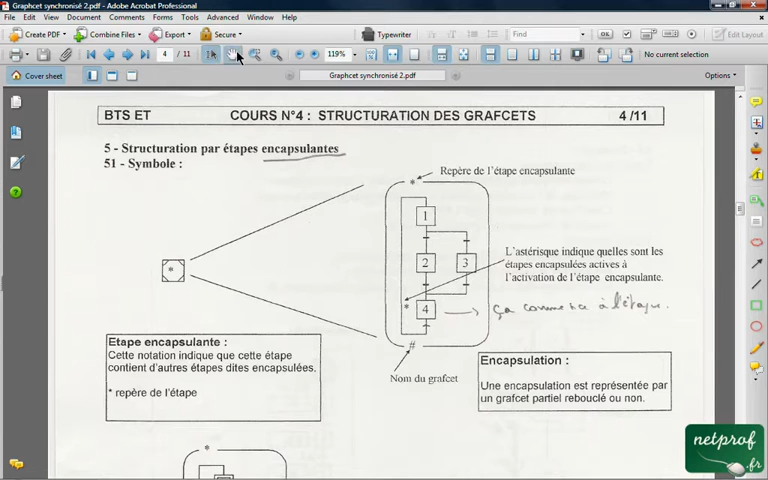 Graphcet synchronisé 2.pdf - Adobe Acrobat Professional
File Edit View Document Comments Forms Tools Advanced Window Help
Create PDF Combine Files Export Secure Typewriter Find Edit Layout
4 / 11 119% No current selection
Cover sheet Graphcet synchronisé 2.pdf Options
BTS ET COURS N°4 : STRUCTURATION DES GRAFCETS 4 /11
5 - Structuration par étapes encapsulantes
51 - Symbole :
Repère de l'étape encapsulante
*
1
L'astérisque indique quelles sont les
étapes encapsulées actives à
l'activation de l'étape encapsulante.
2 3
*
* 4
à l'étape.
#
Nom du grafcet
Etape encapsulante :
Cette notation indique que cette étape
contient d'autres étapes dites encapsulées.
* repère de l'étape
Encapsulation :
Une encapsulation est représentée par
un grafcet partiel rebouclé ou non.
*
netprof
.fr